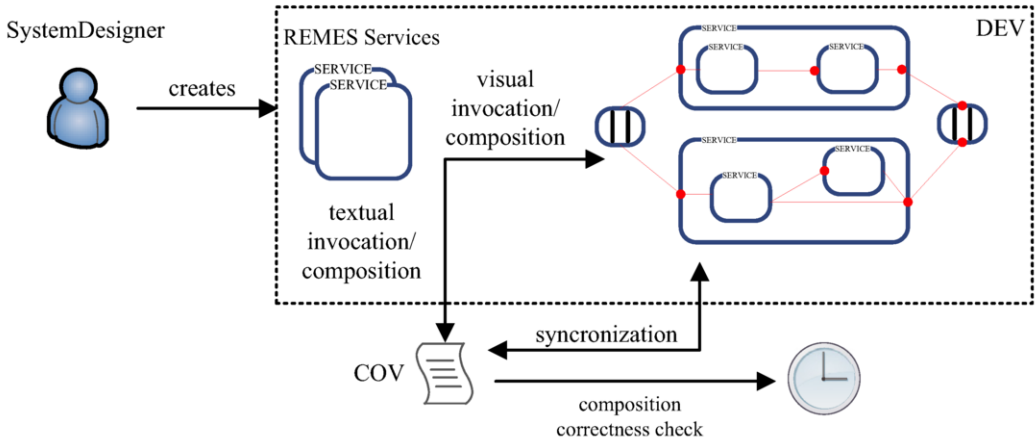 SystemDesigner
creates
REMES Services
SERVICE
SERVICE
visual
invocation/
composition
textual
invocation/
composition
DEV
SERVICE
SERVICE
SERVICE
SERVICE
SERVICE
SERVICE
syncronization
COV
composition
correctness check